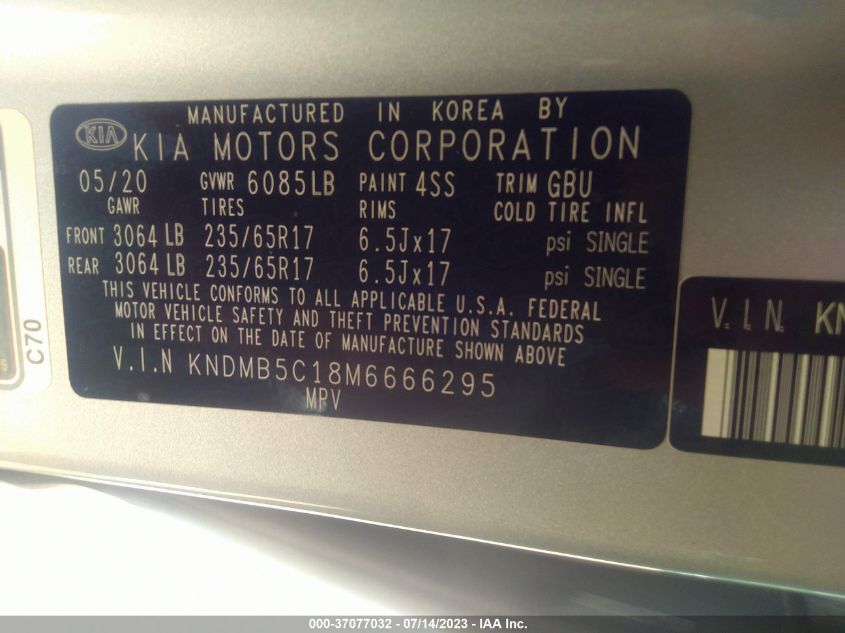 MANUFACTURED IN KOREA BY
KIA KIA MOTORS CORPORATION
05/20 GVWR 6085LB PAINT 4SS TRIM GBU
GAWR TIRES RIMS COLD TIRE INFL
FRONT 3064 LB 235/65R17 6.5Jx17 psi SINGLE
REAR 3064 LB 235/65R17 6.5Jx17 psi SINGLE
THIS VEHICLE CONFORMS TO ALL APPLICABLE U.S.A. FEDERAL
MOTOR VEHICLE SAFETY AND THEFT PREVENTION STANDARDS
IN EFFECT ON THE DATE OF MANUFACTURE SHOWN ABOVE
V.I.N KNDMB5C18M6666295
MPV
C70
V.I.N. KN
000-37077032 - 07/14/2023 - IAA Inc.